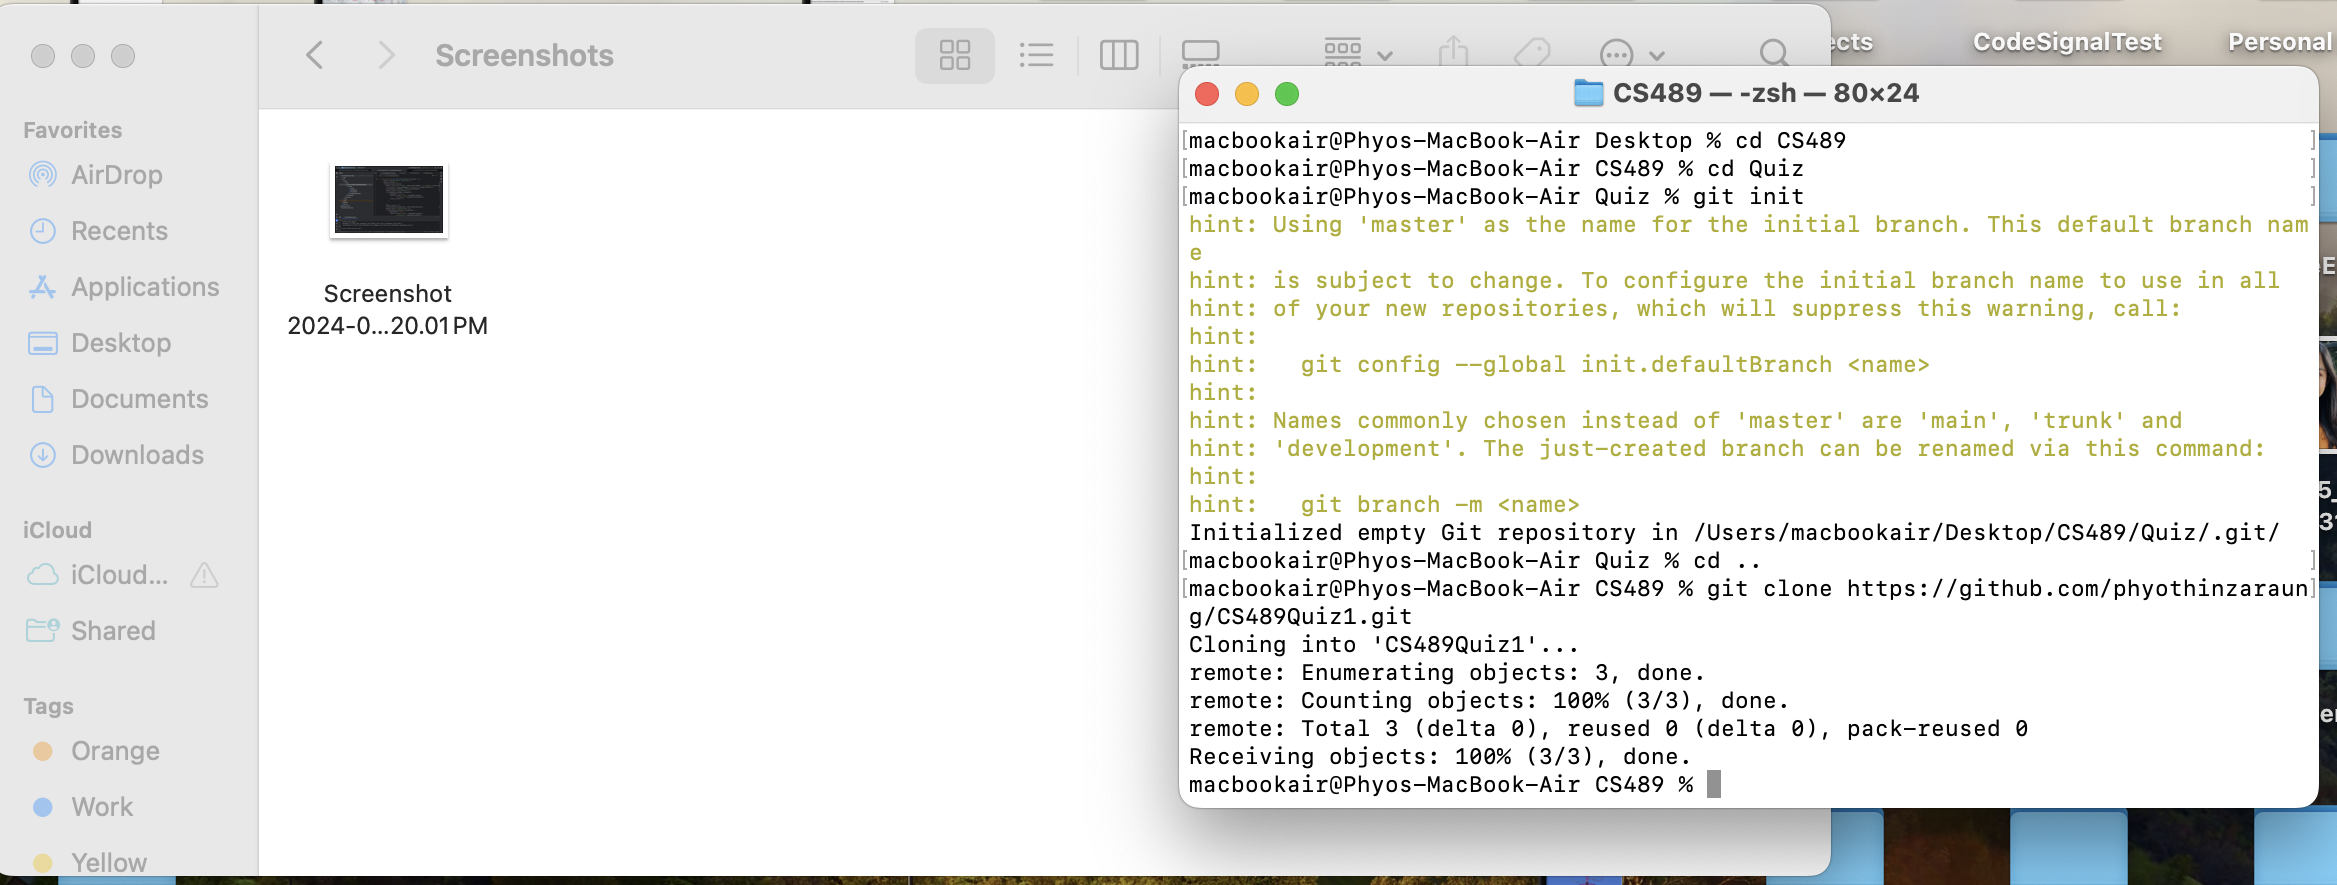 Screenshots
ects
CodeSignalTest
Personal
Favorites
AirDrop
Recents
Applications
Desktop
Documents
Downloads
iCloud
iCloud...
Shared
Tags
Orange
Work
Yellow
Screenshot
2024-0...20.01 PM
CS489 — -zsh — 80×24
[macbookair@Phyos-MacBook-Air Desktop % cd CS489 ]
[macbookair@Phyos-MacBook-Air CS489 % cd Quiz ]
[macbookair@Phyos-MacBook-Air Quiz % git init ]
hint: Using 'master' as the name for the initial branch. This default branch nam
e
hint: is subject to change. To configure the initial branch name to use in all
hint: of your new repositories, which will suppress this warning, call:
hint:
hint:   git config --global init.defaultBranch <name>
hint:
hint: Names commonly chosen instead of 'master' are 'main', 'trunk' and
hint: 'development'. The just-created branch can be renamed via this command:
hint:
hint:   git branch -m <name>
Initialized empty Git repository in /Users/macbookair/Desktop/CS489/Quiz/.git/
[macbookair@Phyos-MacBook-Air Quiz % cd .. ]
[macbookair@Phyos-MacBook-Air CS489 % git clone https://github.com/phyothinzaraun]
g/CS489Quiz1.git
Cloning into 'CS489Quiz1'...
remote: Enumerating objects: 3, done.
remote: Counting objects: 100% (3/3), done.
remote: Total 3 (delta 0), reused 0 (delta 0), pack-reused 0
Receiving objects: 100% (3/3), done.
macbookair@Phyos-MacBook-Air CS489 %